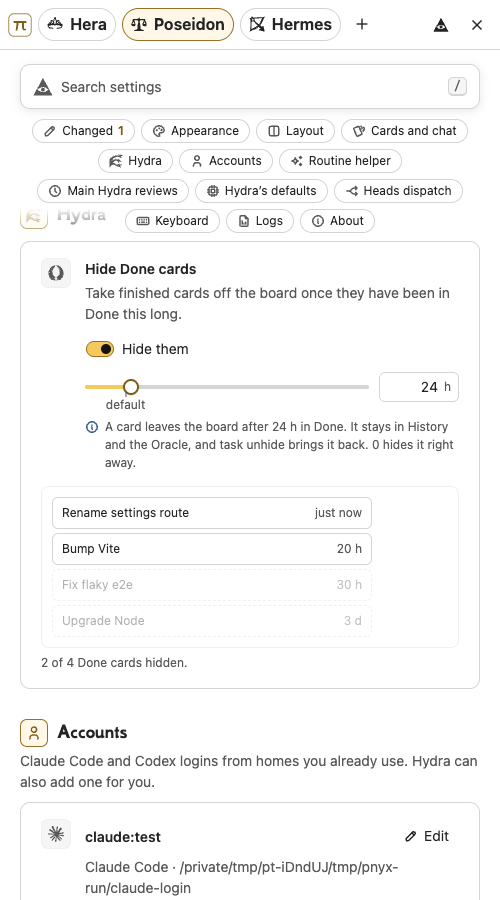 π Hera Poseidon Hermes + ×
Search settings /
Changed 1 Appearance Layout Cards and chat
Hydra Accounts Routine helper
Main Hydra reviews Hydra's defaults Heads dispatch
Hydra Keyboard Logs About
Hide Done cards
Take finished cards off the board once they have been in
Done this long.
Hide them
24 h
default
A card leaves the board after 24 h in Done. It stays in History
and the Oracle, and task unhide brings it back. 0 hides it right
away.
Rename settings route just now
Bump Vite 20 h
Fix flaky e2e 30 h
Upgrade Node 3 d
2 of 4 Done cards hidden.
Accounts
Claude Code and Codex logins from homes you already use. Hydra can
also add one for you.
claude:test Edit
Claude Code · /private/tmp/pt-iDndUJ/tmp/pnyx-
run/claude-login